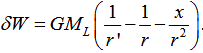 δW = GM_L ( 1/r' − 1/r − x/r² ).